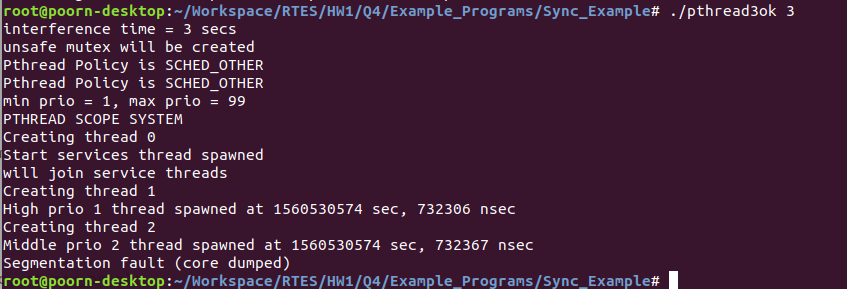 root@poorn-desktop:~/Workspace/RTES/HW1/Q4/Example_Programs/Sync_Example# ./pthread3ok 3
interference time = 3 secs
unsafe mutex will be created
Pthread Policy is SCHED_OTHER
Pthread Policy is SCHED_OTHER
min prio = 1, max prio = 99
PTHREAD SCOPE SYSTEM
Creating thread 0
Start services thread spawned
will join service threads
Creating thread 1
High prio 1 thread spawned at 1560530574 sec, 732306 nsec
Creating thread 2
Middle prio 2 thread spawned at 1560530574 sec, 732367 nsec
Segmentation fault (core dumped)
root@poorn-desktop:~/Workspace/RTES/HW1/Q4/Example_Programs/Sync_Example#